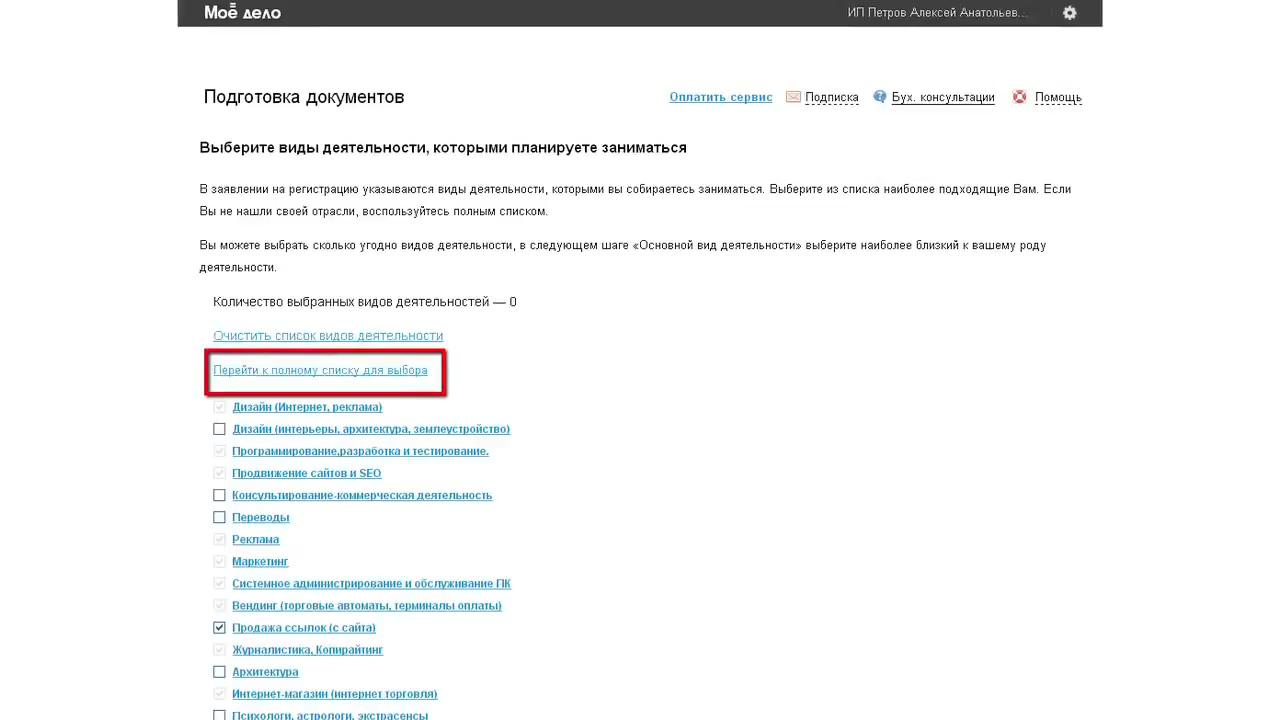 Моё дело
ИП Петров Алексей Анатольев...
Подготовка документов
Оплатить сервис
Подписка
Бух. консультации
Помощь
Выберите виды деятельности, которыми планируете заниматься
В заявлении на регистрацию указываются виды деятельности, которыми вы собираетесь заниматься. Выберите из списка наиболее подходящие Вам. Если
Вы не нашли своей отрасли, воспользуйтесь полным списком.
Вы можете выбрать сколько угодно видов деятельности, в следующем шаге «Основной вид деятельности» выберите наиболее близкий к вашему роду
деятельности.
Количество выбранных видов деятельностей — 0
Очистить список видов деятельности
Перейти к полному списку для выбора
Дизайн (Интернет, реклама)
Дизайн (интерьеры, архитектура, землеустройство)
Программирование,разработка и тестирование.
Продвижение сайтов и SEO
Консультирование-коммерческая деятельность
Переводы
Реклама
Маркетинг
Системное администрирование и обслуживание ПК
Вендинг (торговые автоматы, терминалы оплаты)
Продажа ссылок (с сайта)
Журналистика, Копирайтинг
Архитектура
Интернет-магазин (интернет торговля)
Психологи, астрологи, экстрасенсы